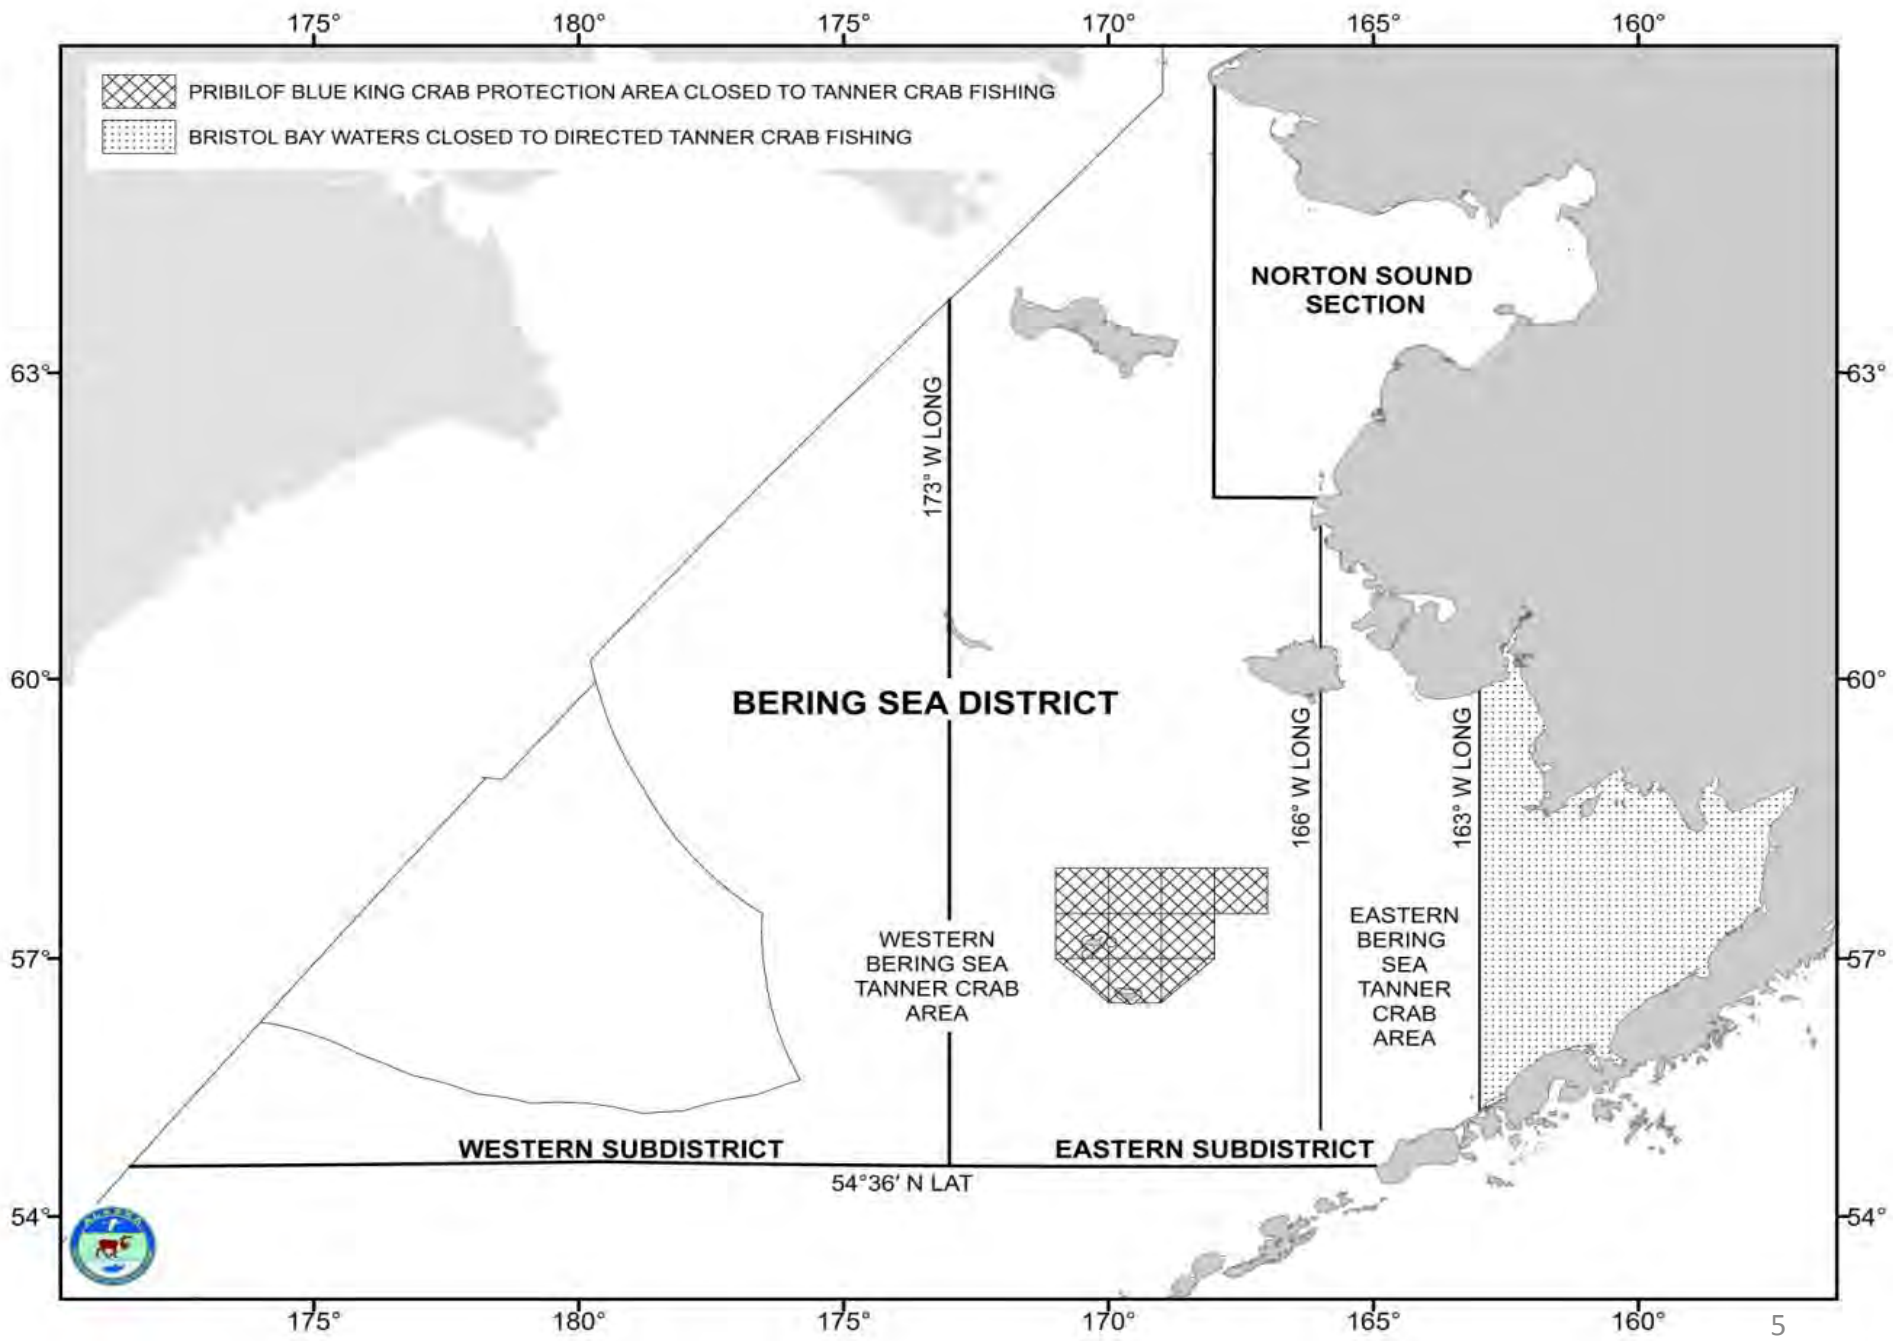 175° 180° 175° 170° 165° 160°
PRIBILOF BLUE KING CRAB PROTECTION AREA CLOSED TO TANNER CRAB FISHING
BRISTOL BAY WATERS CLOSED TO DIRECTED TANNER CRAB FISHING
NORTON SOUND
SECTION
63° 63°
173° W LONG
60° 60°
BERING SEA DISTRICT
166° W LONG
163° W LONG
WESTERN
BERING SEA
TANNER CRAB
AREA
EASTERN
BERING
SEA
TANNER
CRAB
AREA
57° 57°
WESTERN SUBDISTRICT
EASTERN SUBDISTRICT
54°36' N LAT
54° 54°
ALASKA
175° 180° 175° 170° 165° 160°
5